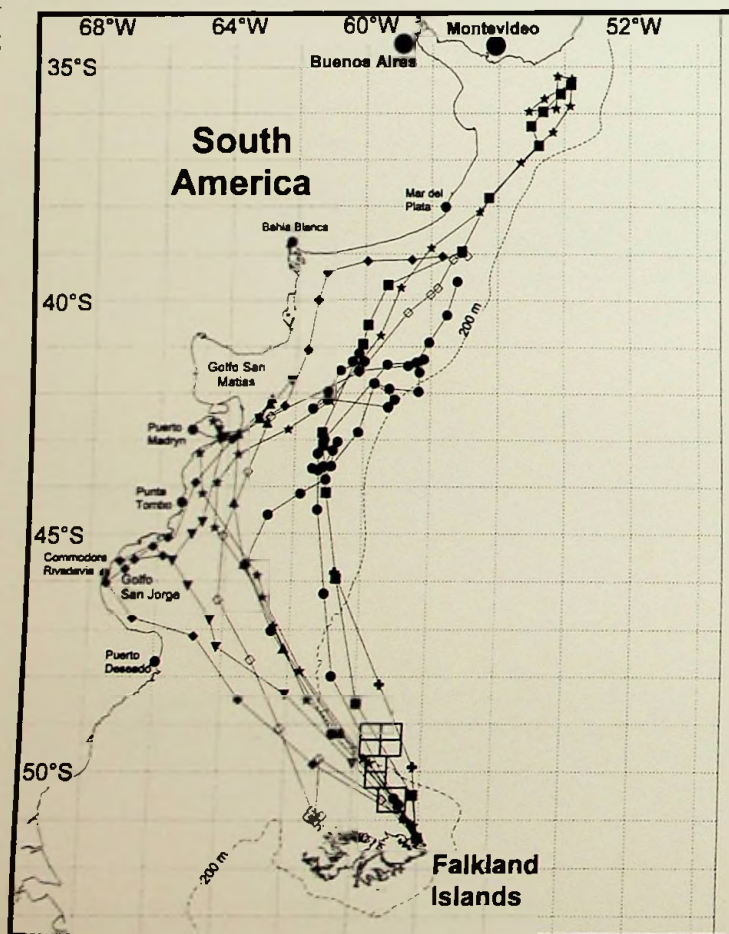 68°W 64°W 60°W 52°W
Montevideo
Buenos Aires
35°S
South
America
Mar del
Plata
Bahia Blanca
40°S
200 m
Golfo San
Matias
Puerto
Madryn
Punta
Tombo
45°S
Commodore
Rivadavia
Golfo
San Jorge
Puerto
Deseado
50°S
200 m
Falkland
Islands